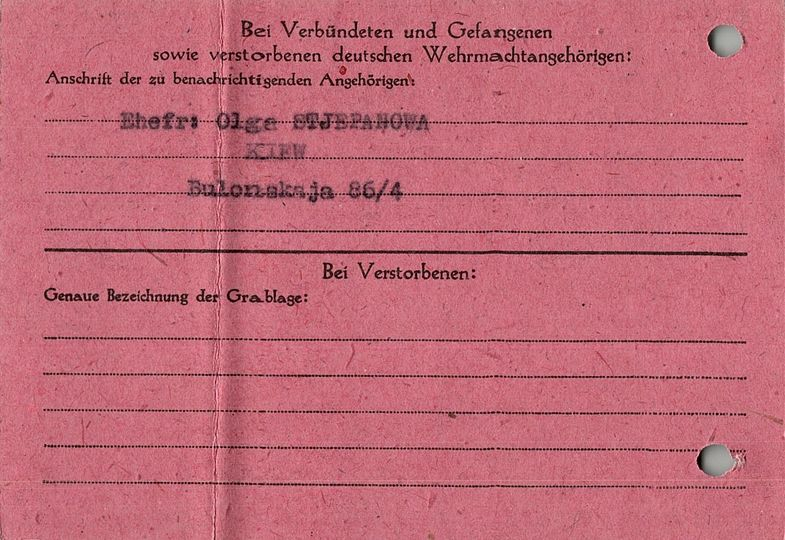 Bei Verbündeten und Gefangenen
sowie verstorbenen deutschen Wehrmachtangehörigen:
Anschrift der zu benachrichtigenden Angehörigen:
Ehefr: Olga STJEPANOWA
KIEW
Bulonskaja 86/4
Bei Verstorbenen:
Genaue Bezeichnung der Grablage: